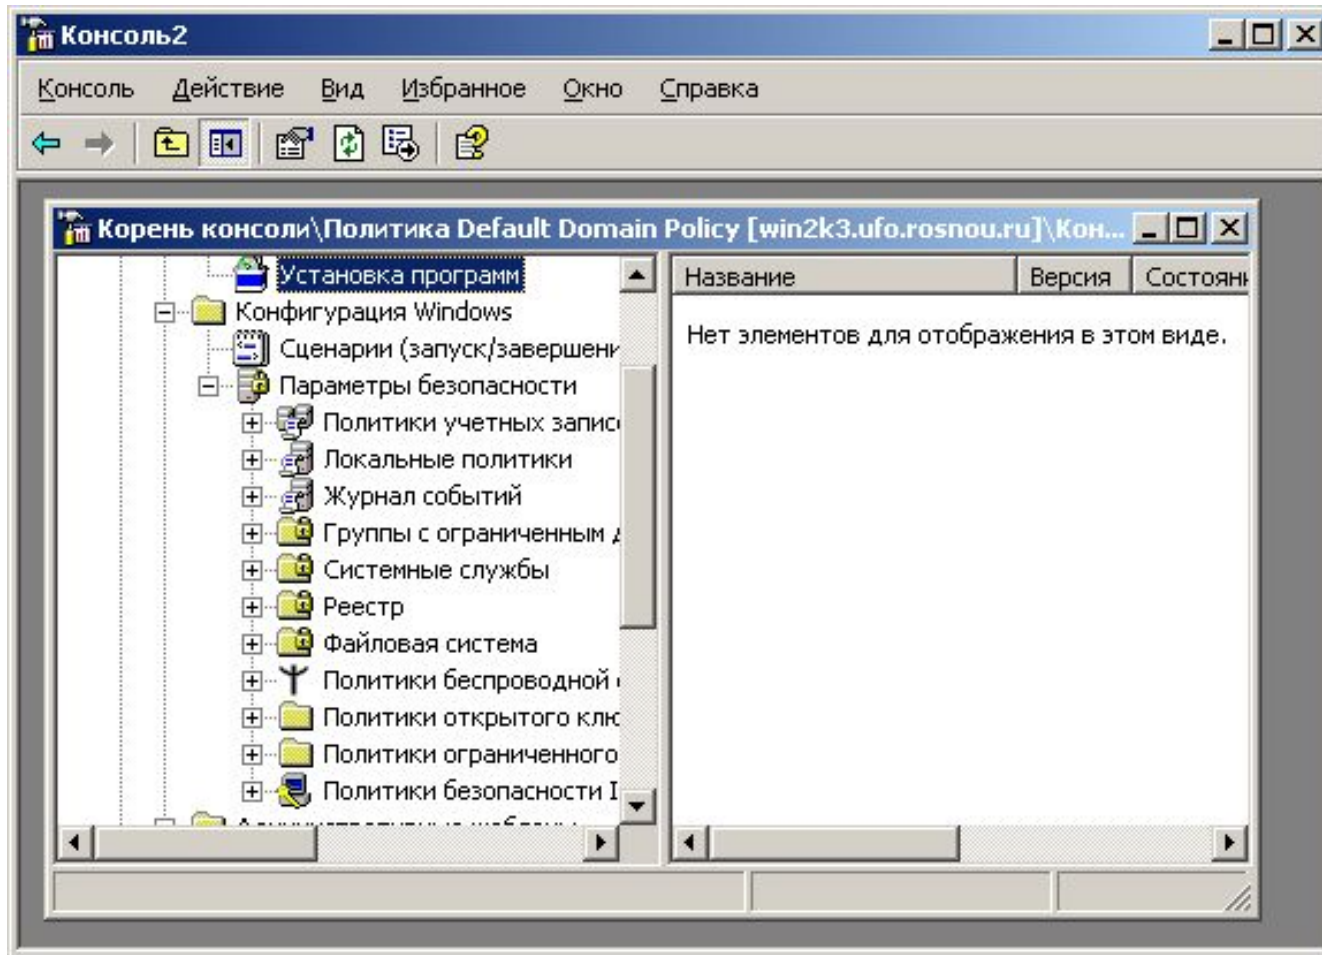 Консоль2
Консоль Действие Вид Избранное Окно Справка
Корень консоли\Политика Default Domain Policy [win2k3.ufo.rosnou.ru]\Кон...
Установка программ
Конфигурация Windows
Сценарии (запуск/завершени
Параметры безопасности
Политики учетных записе
Локальные политики
Журнал событий
Группы с ограниченным д
Системные службы
Реестр
Файловая система
Политики беспроводной
Политики открытого клю
Политики ограниченного
Политики безопасности I
Название Версия Состоян
Нет элементов для отображения в этом виде.